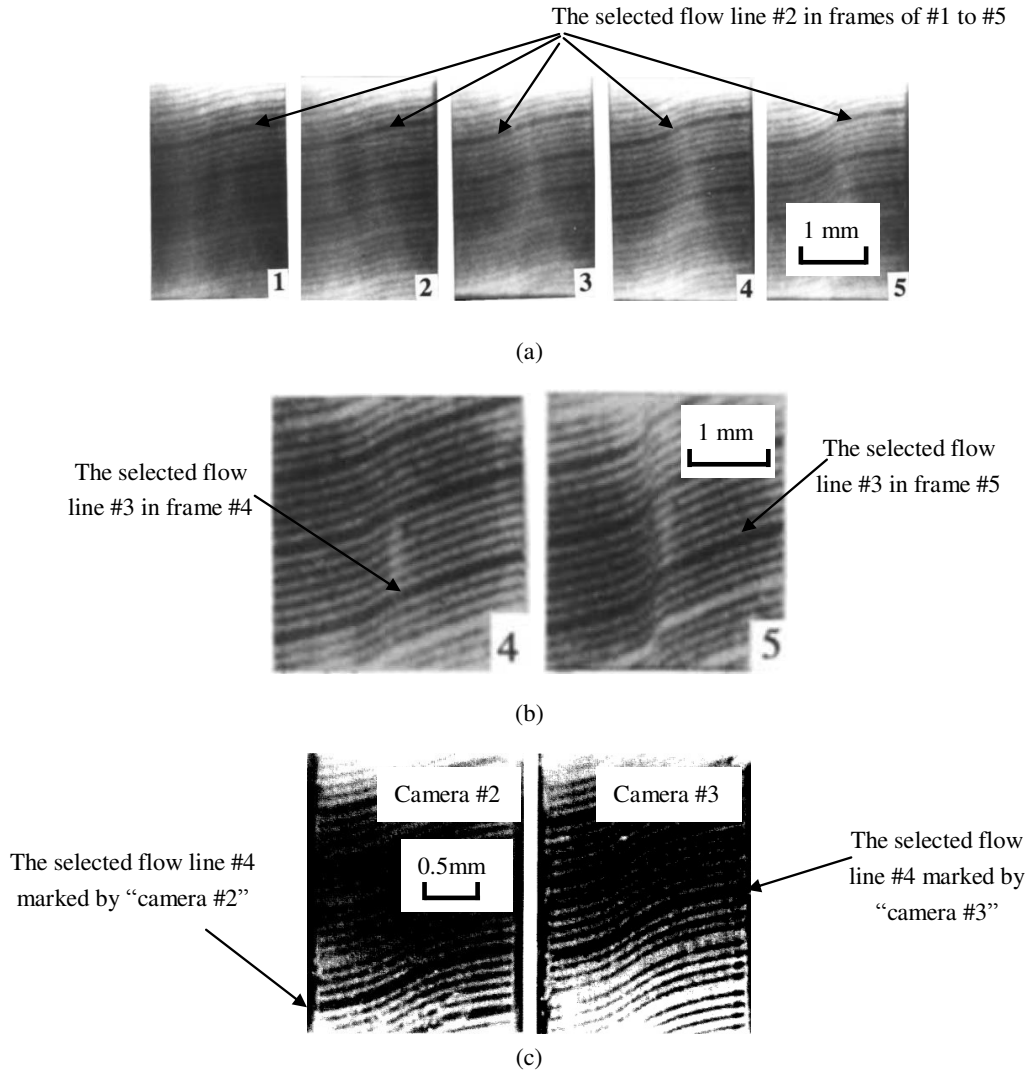 The selected flow line #2 in frames of #1 to #5
1
2
3
4
5
1 mm
(a)
The selected flow
line #3 in frame #4
1 mm
The selected flow
line #3 in frame #5
4
5
(b)
Camera #2
Camera #3
0.5mm
The selected flow line #4
marked by “camera #2”
The selected flow
line #4 marked by
“camera #3”
(c)